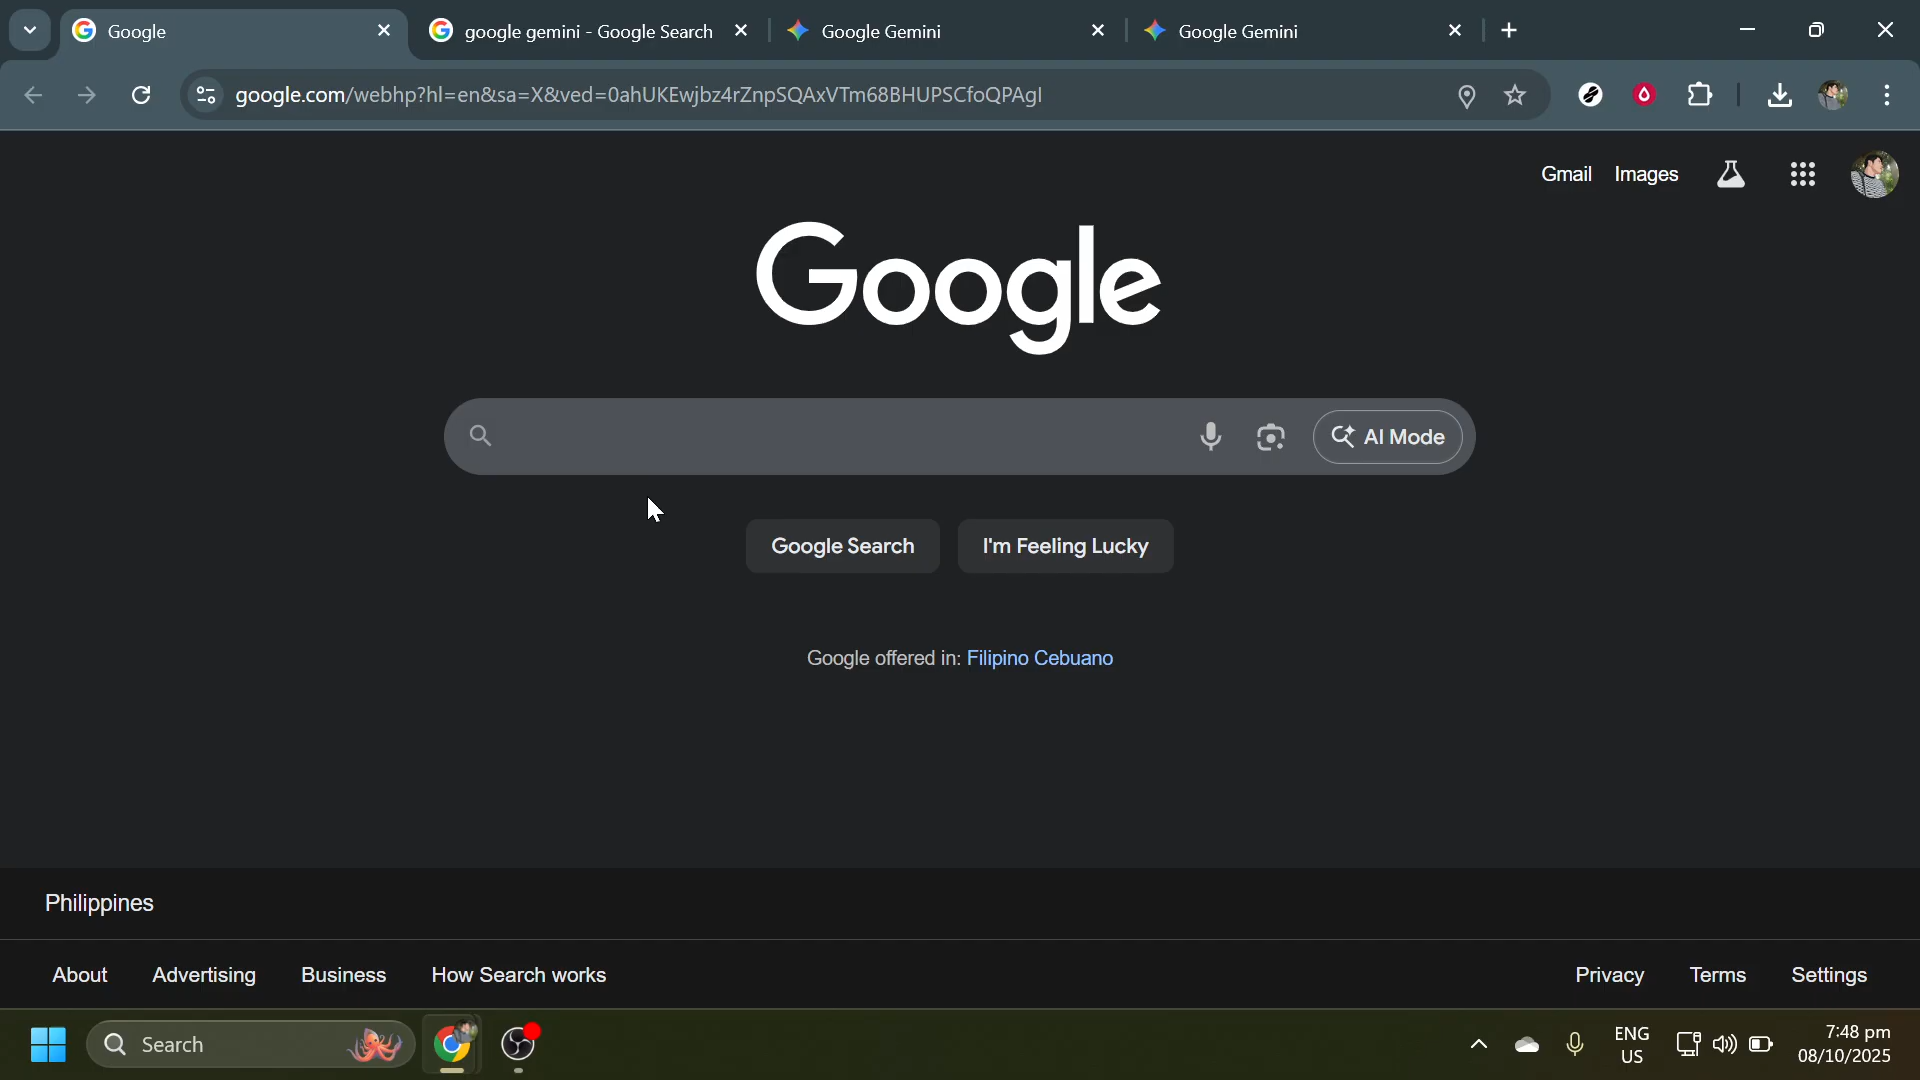 Google
google gemini - Google Search
Google Gemini
Google Gemini
google.com/webhp?hl=en&sa=X&ved=0ahUKEwjbz4rZnpSQAxVTm68BHUPSCfoQPAgI
Gmail Images
Google
AI Mode
Google Search I'm Feeling Lucky
Google offered in: Filipino Cebuano
Philippines
About Advertising Business How Search works Privacy Terms Settings
Search
ENG
US
7:48 pm
08/10/2025